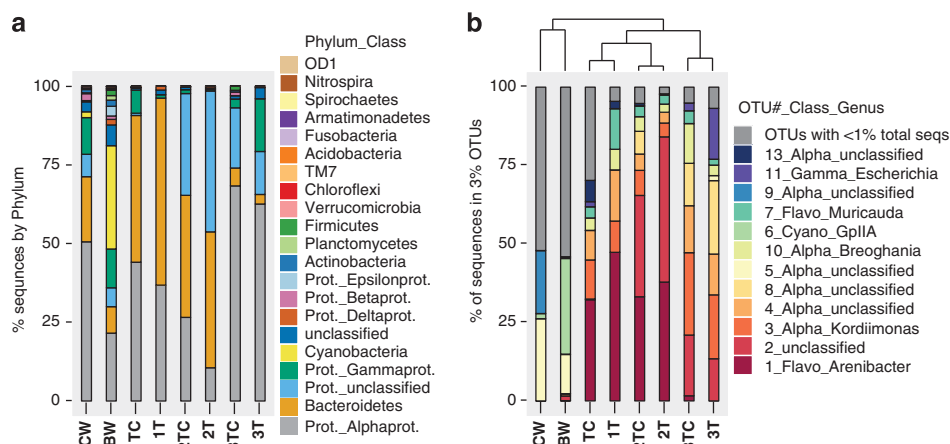 a
% sequnces by Phylum
100
75
50
25
0
CW
BW
TC
1T
2T
3T
Phylum_Class
OD1
Nitrospira
Spirochaetes
Armatimonadetes
Fusobacteria
Acidobacteria
TM7
Chloroflexi
Verrucomicrobia
Firmicutes
Planctomycetes
Actinobacteria
Prot._Epsilonprot.
Prot._Betaprot.
Prot._Deltaprot.
unclassified
Cyanobacteria
Prot._Gammaprot.
Prot._unclassified
Bacteroidetes
Prot._Alphaprot.
b
% of sequences in 3% OTUs
100
75
50
25
0
CW
BW
TC
1T
2T
3T
OTU#_Class_Genus
OTUs with <1% total seqs
13_Alpha_unclassified
11_Gamma_Escherichia
9_Alpha_unclassified
7_Flavo_Muricauda
6_Cyano_GpIIA
10_Alpha_Breoghania
5_Alpha_unclassified
8_Alpha_unclassified
4_Alpha_unclassified
3_Alpha_Kordiimonas
2_unclassified
1_Flavo_Arenibacter